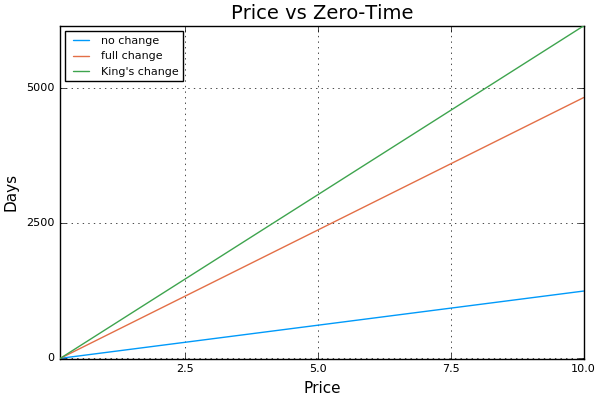 Price vs Zero-Time
no change
full change
King's change
5000
2500
0
Days
2.5
5.0
7.5
10.0
Price